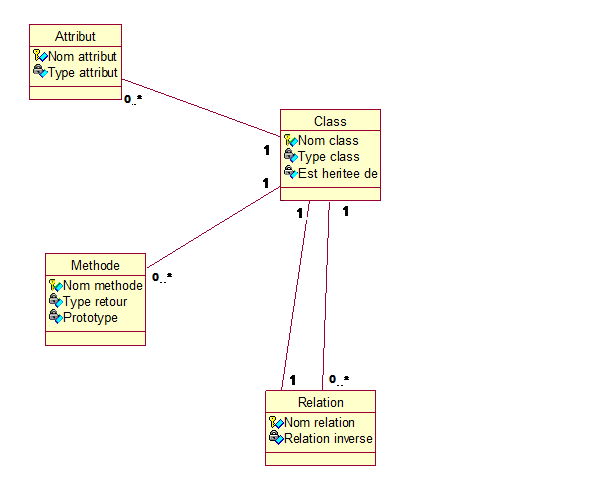 Attribut
Nom attribut
Type attribut
0..*
Class
Nom class
Type class
Est heritee de
1
1
1
1
Methode
Nom methode
Type retour
Prototype
0..*
1
0..*
Relation
Nom relation
Relation inverse